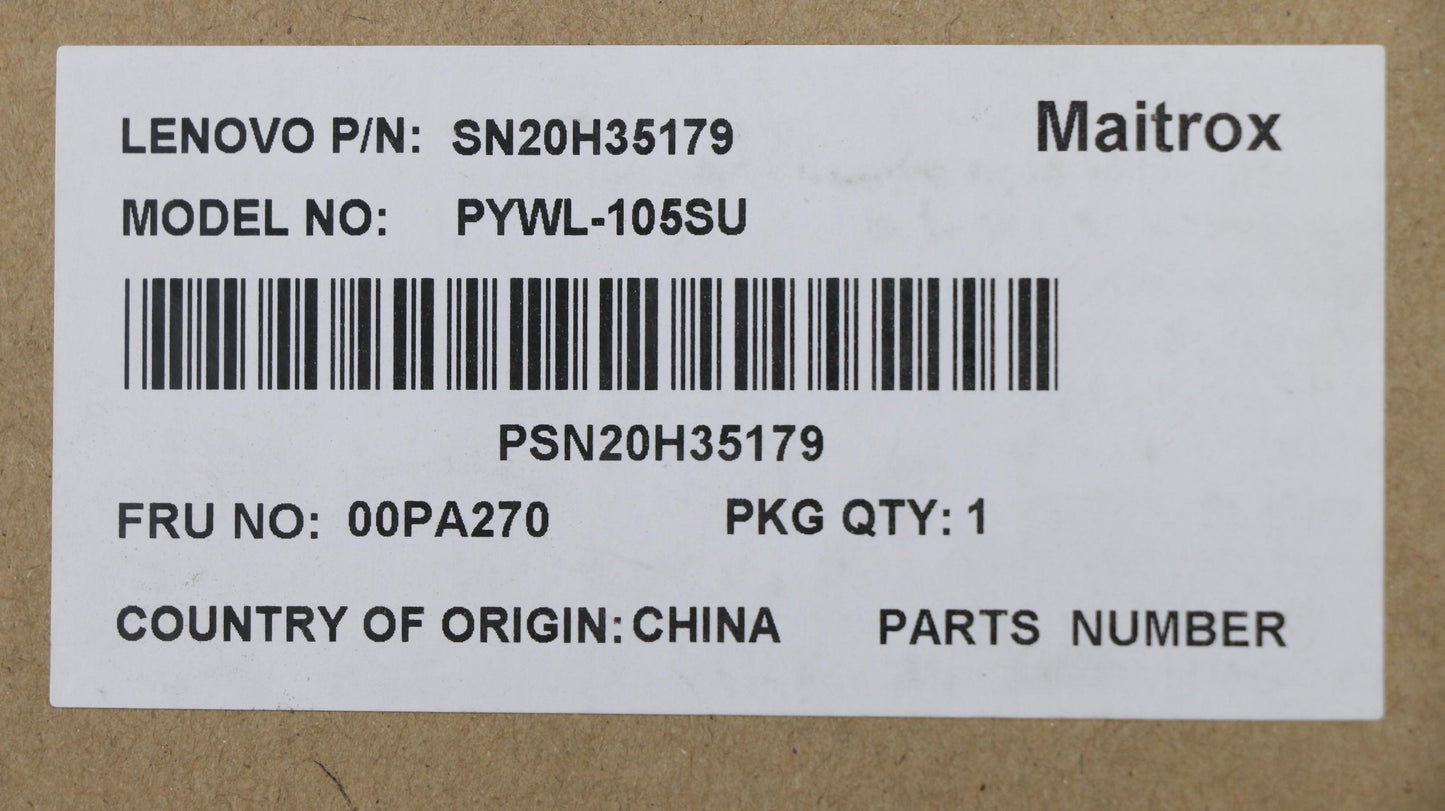 LENOVO P/N: SN20H35179 Maitrox
MODEL NO: PYWL-105SU
PSN20H35179
FRU NO: 00PA270 PKG QTY: 1
COUNTRY OF ORIGIN: CHINA PARTS NUMBER